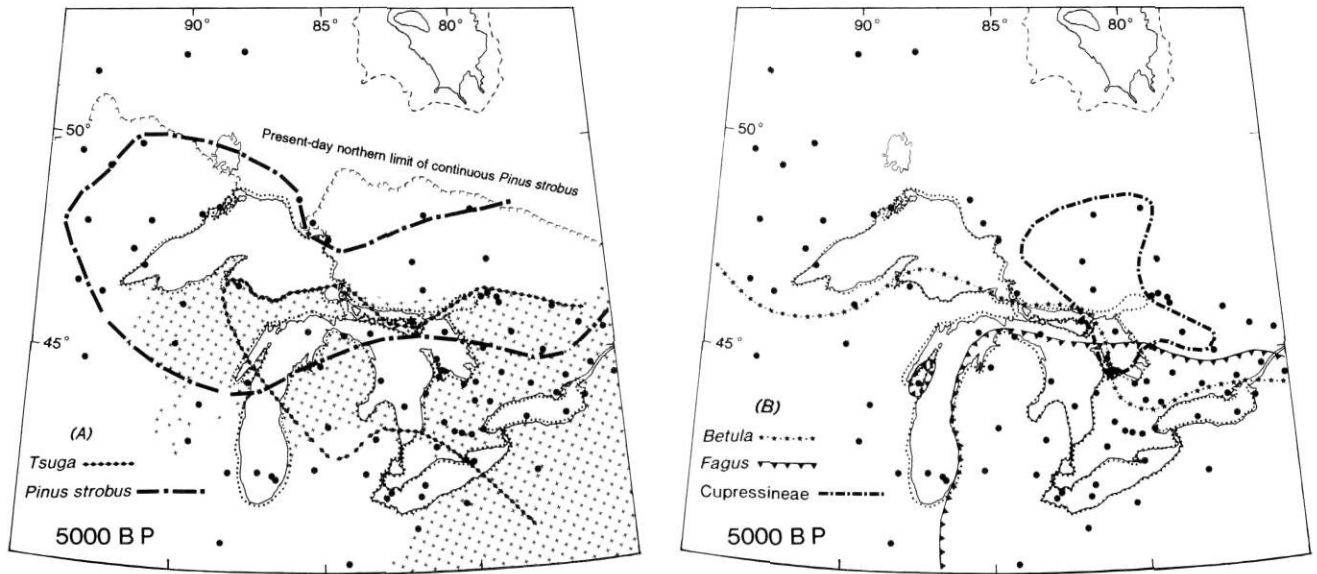 90° 85° 80°
50°
Present-day northern limit of continuous Pinus strobus
45°
(A)
Tsuga
Pinus strobus
5000 B P
90° 85° 80°
50°
45°
(B)
Betula
Fagus
Cupressineae
5000 B P